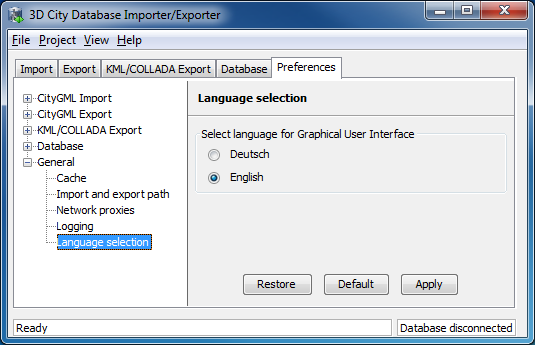 3D City Database Importer/Exporter
File Project View Help
Import Export KML/COLLADA Export Database Preferences
CityGML Import
CityGML Export
KML/COLLADA Export
Database
General
Cache
Import and export path
Network proxies
Logging
Language selection
Language selection
Select language for Graphical User Interface
Deutsch
English
Restore Default Apply
Ready Database disconnected